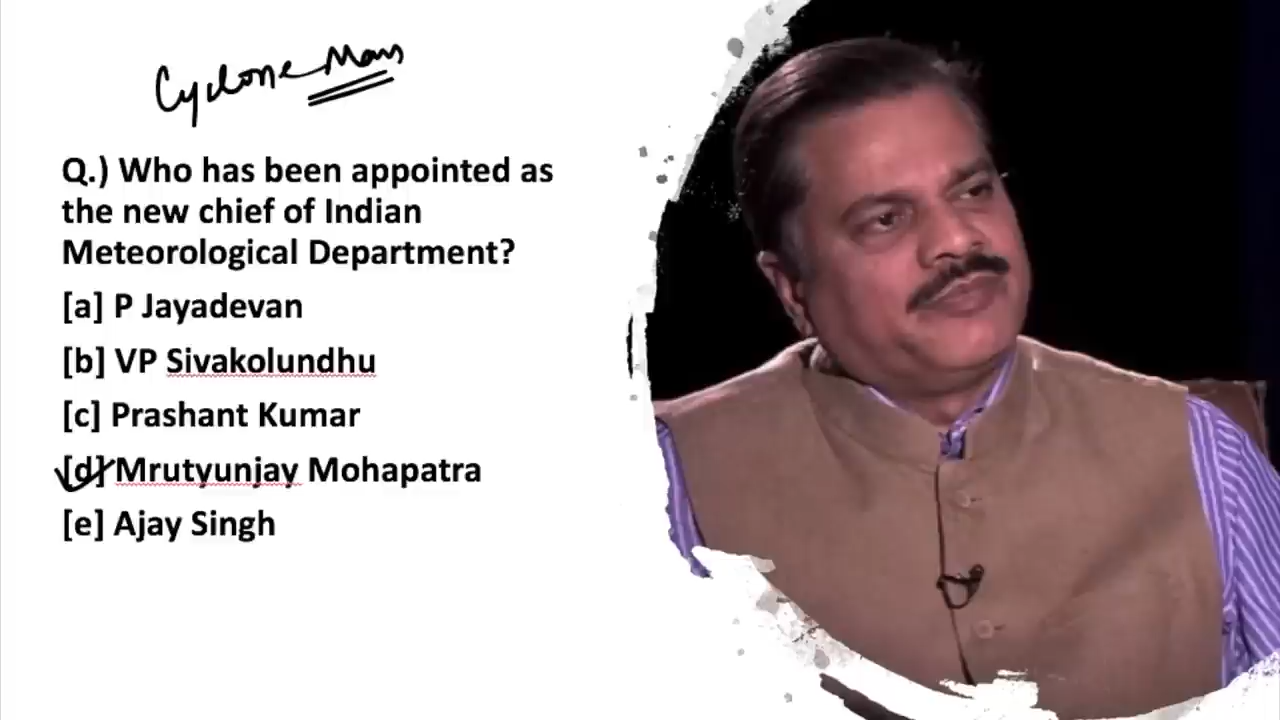 Cyclone Man
Q.) Who has been appointed as
the new chief of Indian
Meteorological Department?
[a] P Jayadevan
[b] VP Sivakolundhu
[c] Prashant Kumar
[d] Mrutyunjay Mohapatra
[e] Ajay Singh